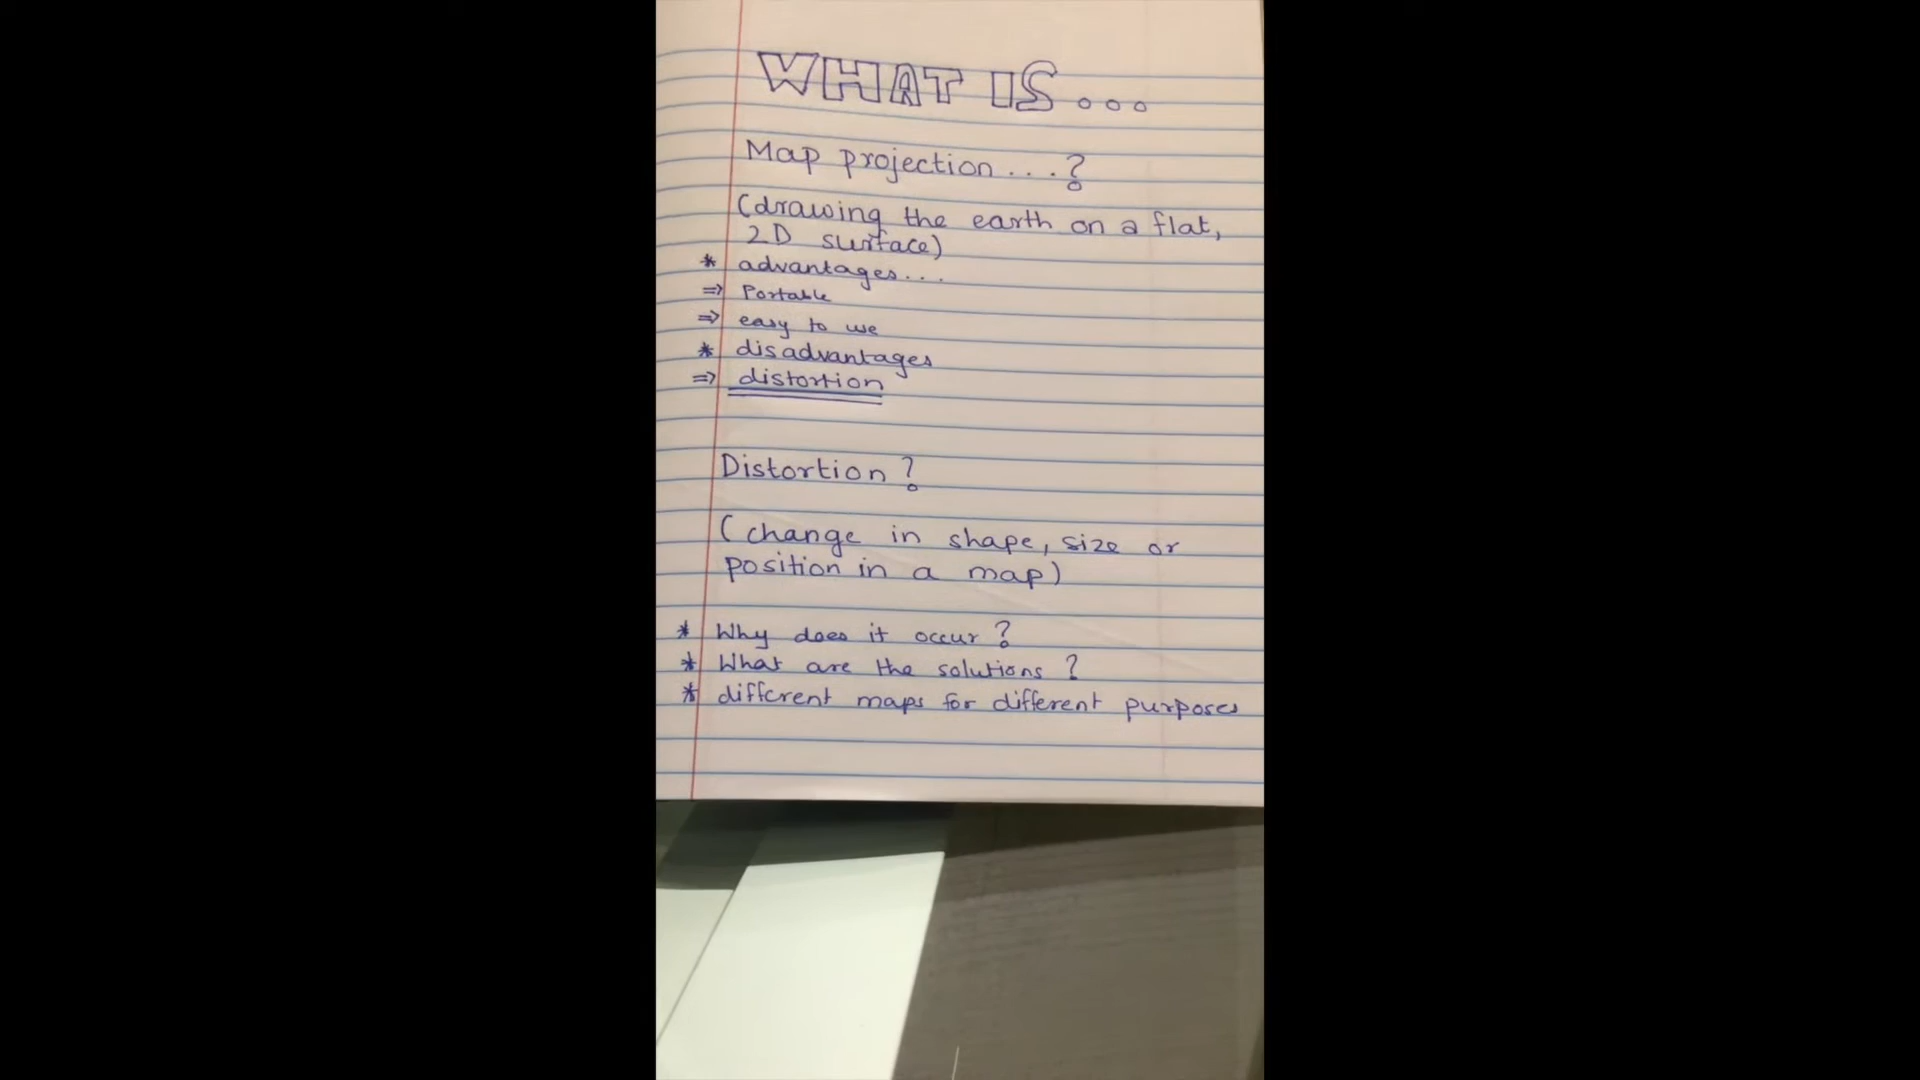 WHAT IS...
Map projection...?
(drawing the earth on a flat,
2D surface)
* advantages...
⇒ Portable
⇒ easy to use
* disadvantages
⇒ distortion
Distortion?
(change in shape, size or
position in a map)
* Why does it occur?
* What are the solutions?
* different maps for different purposes